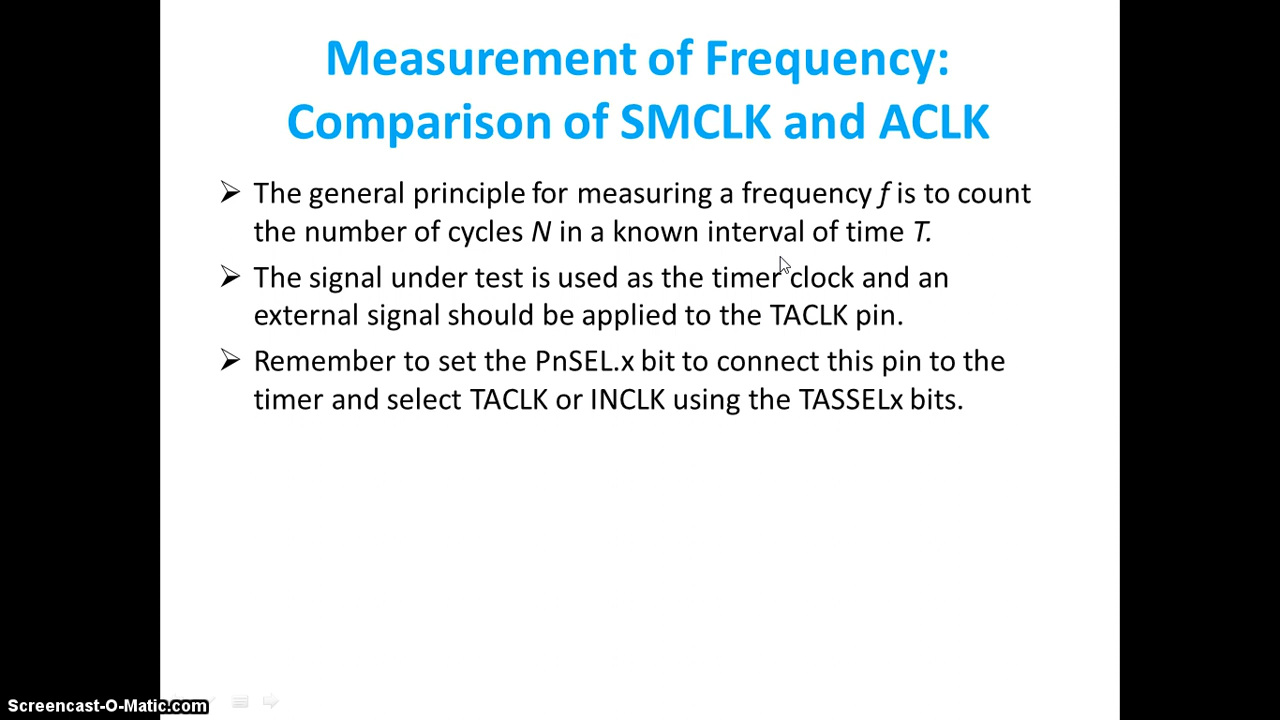 Measurement of Frequency:
Comparison of SMCLK and ACLK
The general principle for measuring a frequency f is to count
the number of cycles N in a known interval of time T.
The signal under test is used as the timer clock and an
external signal should be applied to the TACLK pin.
Remember to set the PnSEL.x bit to connect this pin to the
timer and select TACLK or INCLK using the TASSELx bits.
Screencast-O-Matic.com